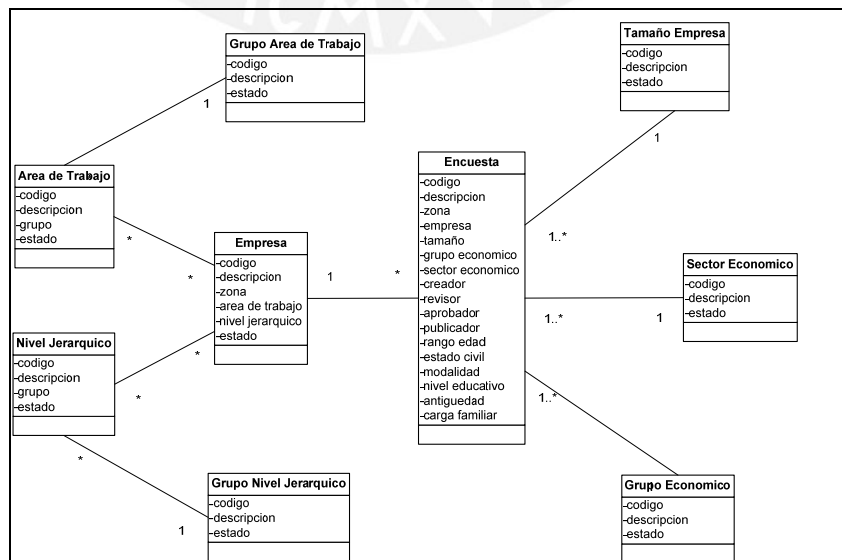 Grupo Area de Trabajo
-codigo
-descripcion
-estado
1
Tamaño Empresa
-codigo
-descripcion
-estado
1
Area de Trabajo
-codigo
-descripcion
-grupo
-estado
*
*
Empresa
-codigo
-descripcion
-zona
-area de trabajo
-nivel jerarquico
-estado
1
*
Encuesta
-codigo
-descripcion
-zona
-empresa
-tamaño
-grupo economico
-sector economico
-creador
-revisor
-aprobador
-publicador
-rango edad
-estado civil
-modalidad
-nivel educativo
-antiguedad
-carga familiar
1..*
1..*
1
1..*
Sector Economico
-codigo
-descripcion
-estado
Nivel Jerarquico
-codigo
-descripcion
-grupo
-estado
*
*
*
1
Grupo Nivel Jerarquico
-codigo
-descripcion
-estado
Grupo Economico
-codigo
-descripcion
-estado